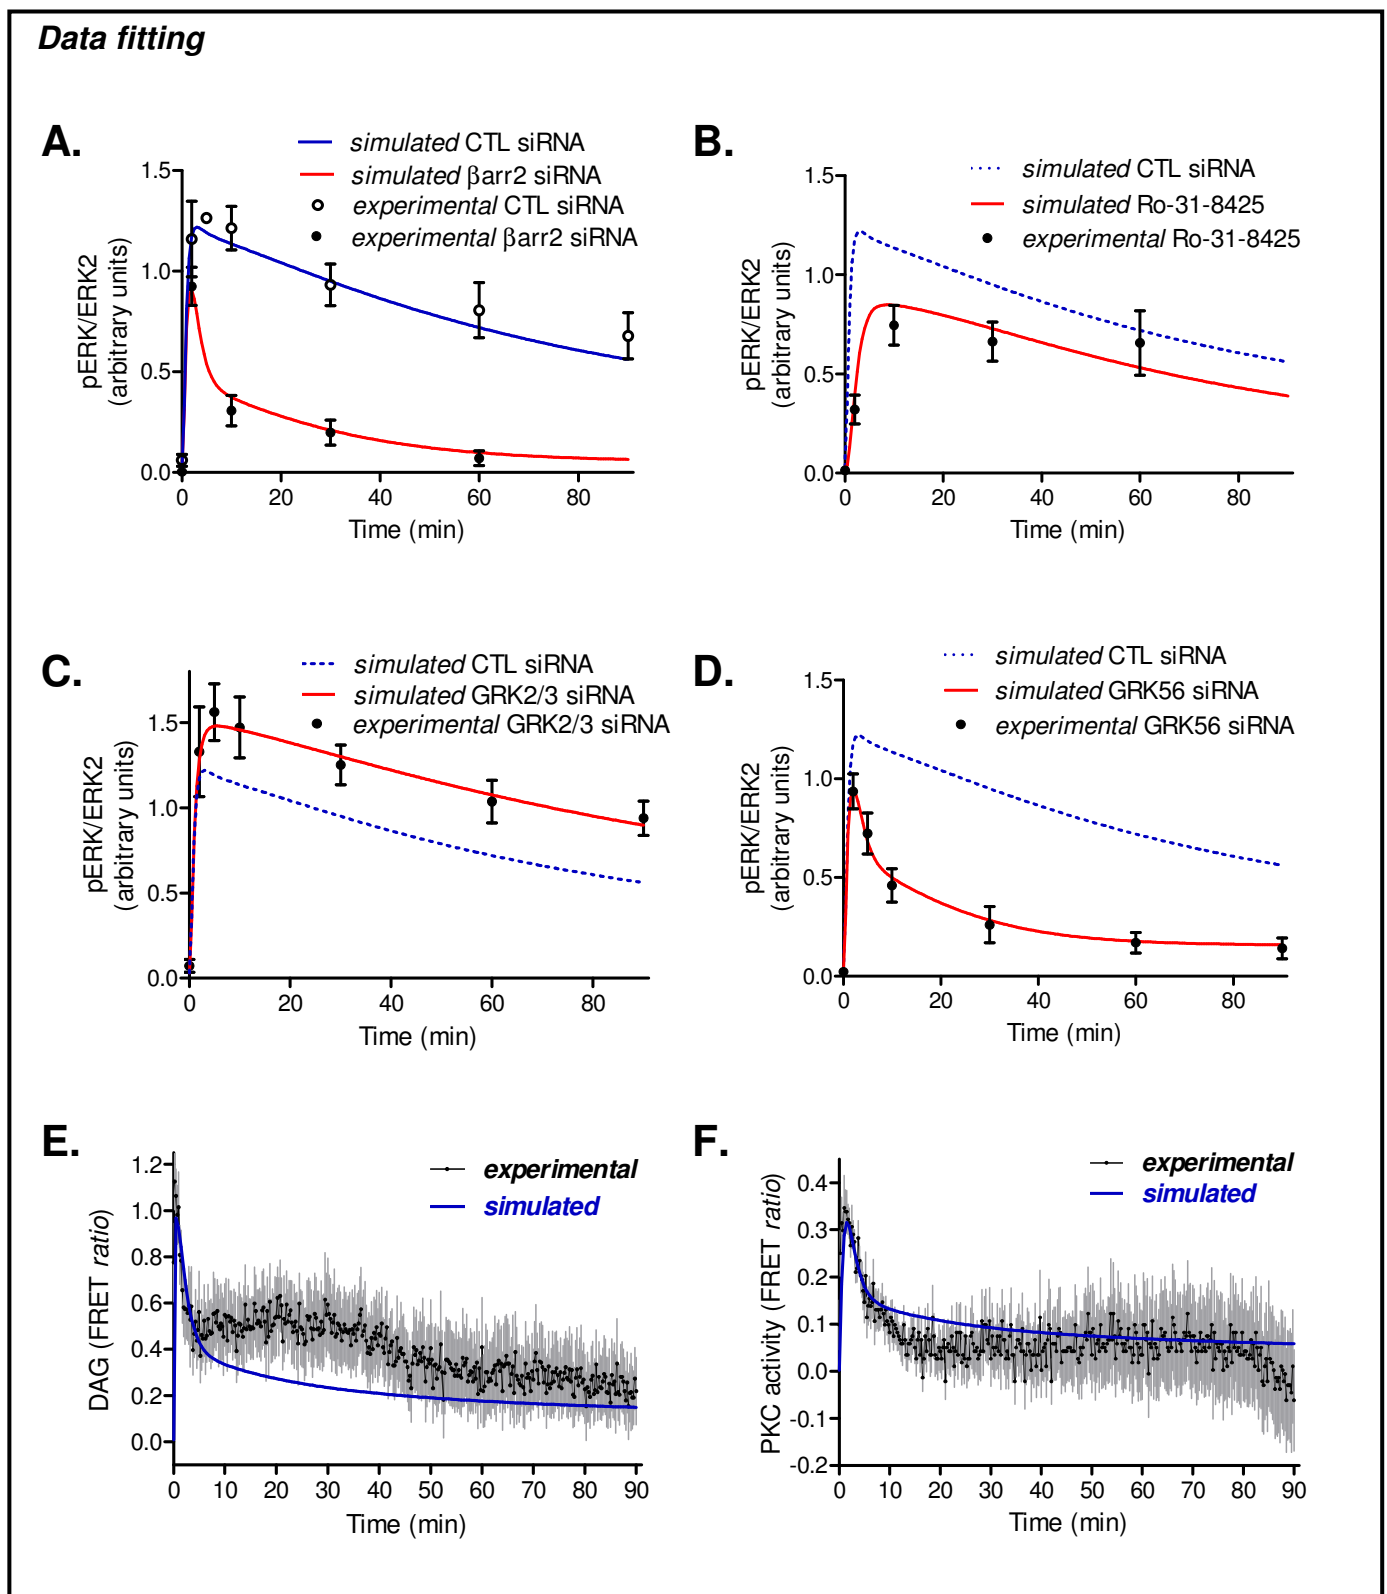 Data fitting
A.
simulated CTL siRNA
simulated βarr2 siRNA
experimental CTL siRNA
experimental βarr2 siRNA
pERK/ERK2
(arbitrary units)
1.5
1.0
0.5
0.0
0 20 40 60 80
Time (min)
B.
simulated CTL siRNA
simulated Ro-31-8425
experimental Ro-31-8425
pERK/ERK2
(arbitrary units)
1.5
1.0
0.5
0.0
0 20 40 60 80
Time (min)
C.
simulated CTL siRNA
simulated GRK2/3 siRNA
experimental GRK2/3 siRNA
pERK/ERK2
(arbitrary units)
1.5
1.0
0.5
0.0
0 20 40 60 80
Time (min)
D.
simulated CTL siRNA
simulated GRK56 siRNA
experimental GRK56 siRNA
pERK/ERK2
(arbitrary units)
1.5
1.0
0.5
0.0
0 20 40 60 80
Time (min)
E.
experimental
simulated
DAG (FRET ratio)
1.2
1.0
0.8
0.6
0.4
0.2
0.0
0 10 20 30 40 50 60 70 80 90
Time (min)
F.
experimental
simulated
PKC activity (FRET ratio)
0.4
0.3
0.2
0.1
0.0
-0.1
-0.2
0 10 20 30 40 50 60 70 80 90
Time (min)